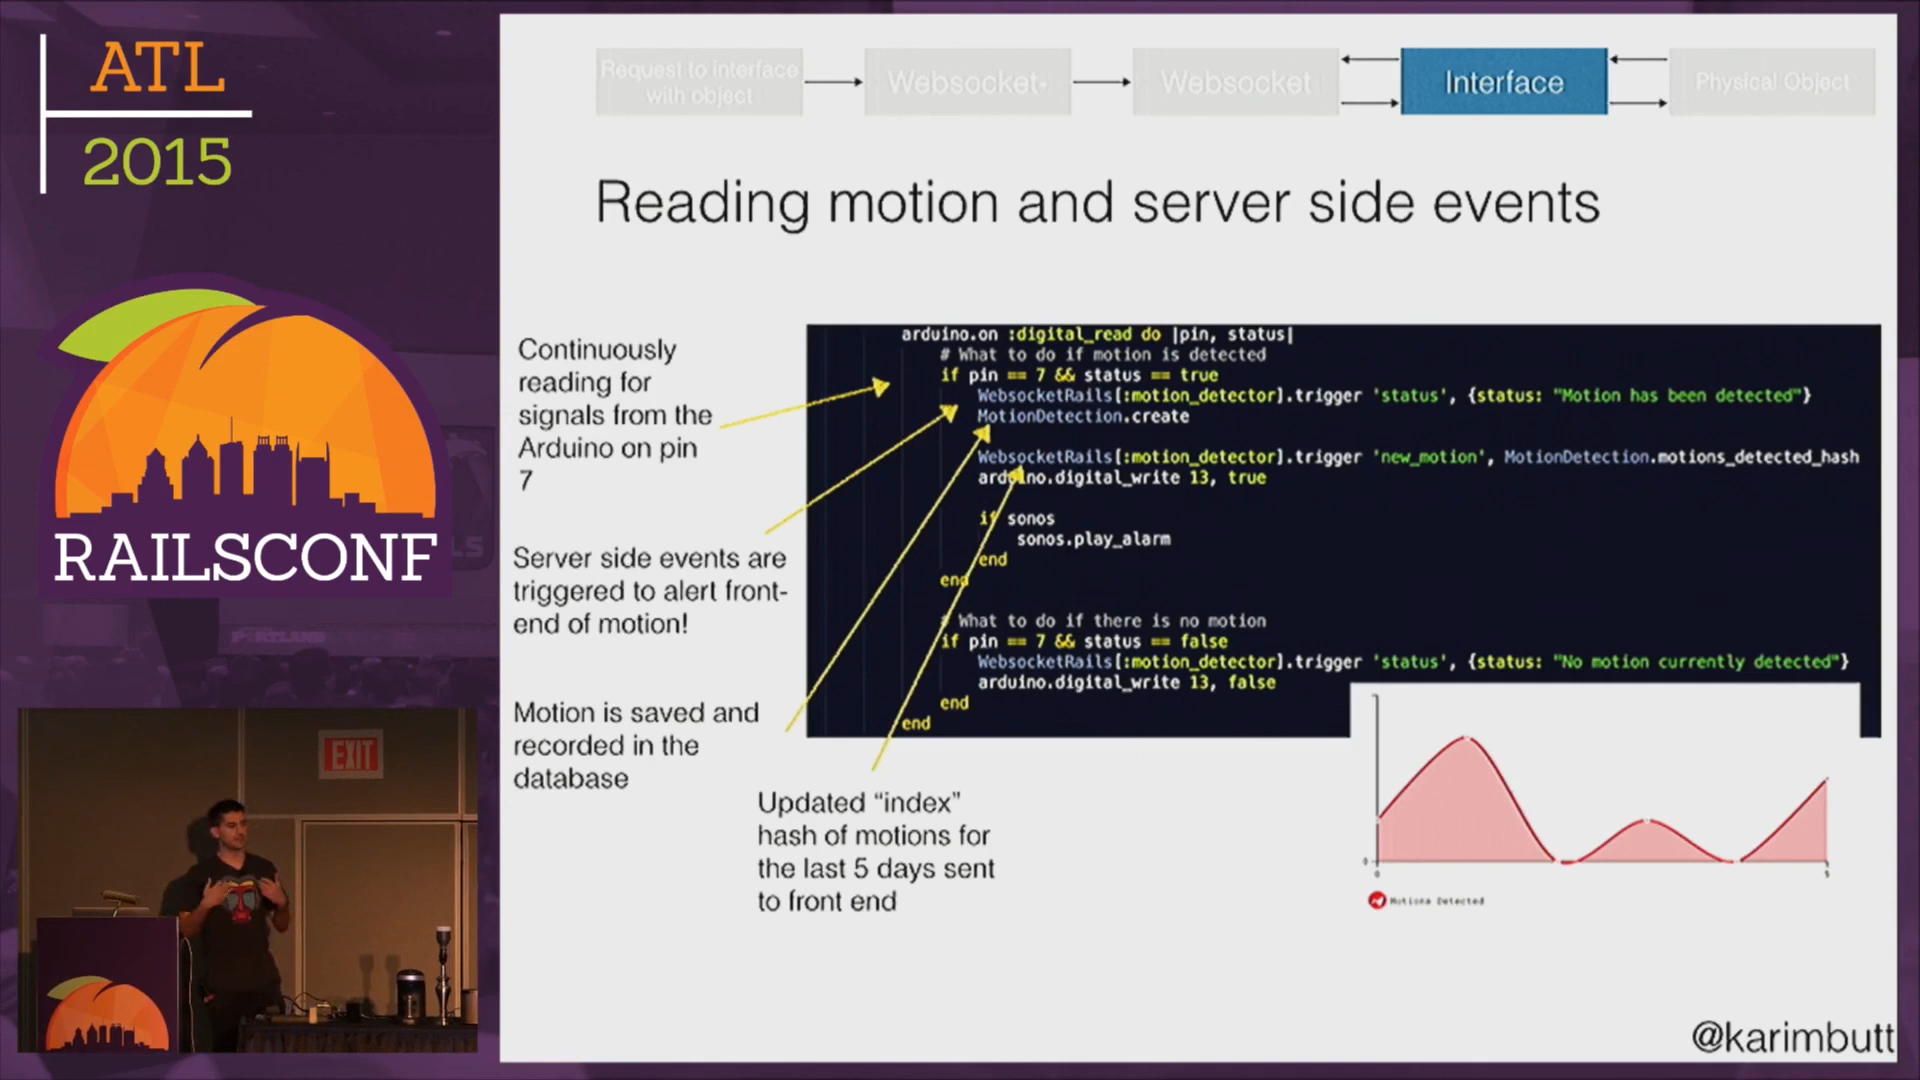 ATL
2015
RAILSCONF
EXIT
Request to interface
with object
Websocket
Websocket
Interface
Physical Object
Reading motion and server side events
Continuously
reading for
signals from the
Arduino on pin
7
Server side events are
triggered to alert front-
end of motion!
Motion is saved and
recorded in the
database
Updated “index”
hash of motions for
the last 5 days sent
to front end
arduino.on :digital_read do |pin, status|
# What to do if motion is detected
if pin == 7 && status == true
WebsocketRails[:motion_detector].trigger 'status', {status: "Motion has been detected"}
MotionDetection.create
WebsocketRails[:motion_detector].trigger 'new_motion', MotionDetection.motions_detected_hash
arduino.digital_write 13, true
if sonos
sonos.play_alarm
end
end
# What to do if there is no motion
if pin == 7 && status == false
WebsocketRails[:motion_detector].trigger 'status', {status: "No motion currently detected"}
arduino.digital_write 13, false
end
end
0
0
5
Motions Detected
@karimbutt